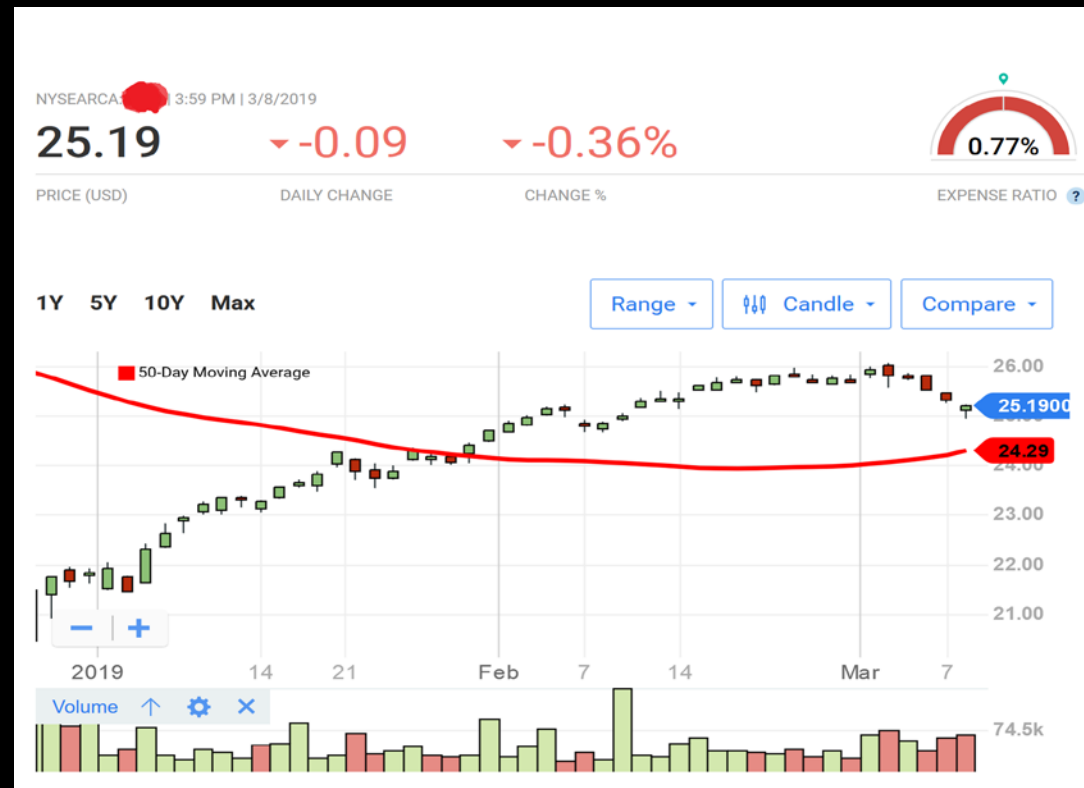 NYSEARCA: | 3:59 PM | 3/8/2019
25.19 -0.09 -0.36% 0.77%
PRICE (USD) DAILY CHANGE CHANGE % EXPENSE RATIO ?
1Y 5Y 10Y Max Range Candle Compare
50-Day Moving Average
26.00
25.1900
24.29
24.00
23.00
22.00
21.00
2019 14 21 Feb 7 14 Mar 7
Volume
74.5k